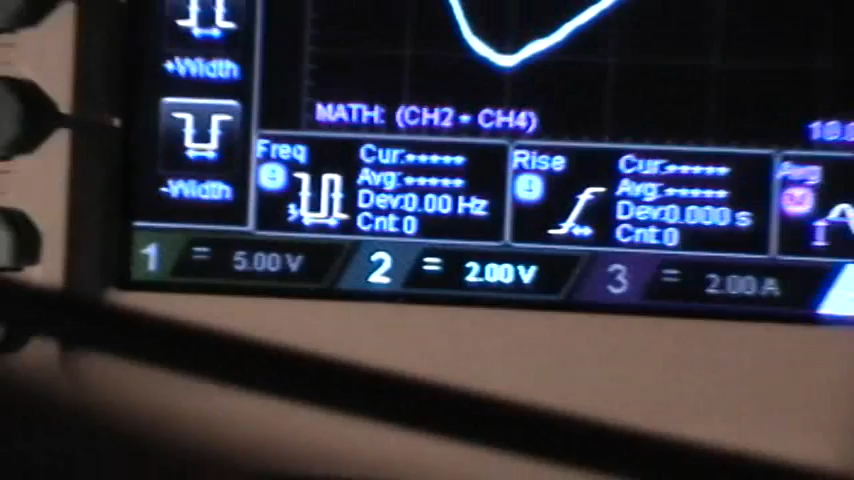 +Width
MATH: (CH2 * CH4)
-Width
Freq
Cur:*****
Avg:*****
Dev:0.00 Hz
Cnt:0
Rise
Cur:*****
Avg:*****
Dev:0.000 s
Cnt:0
Avg
M
1 = 5.00 V
2 = 2.00 V
3 = 2.00 A